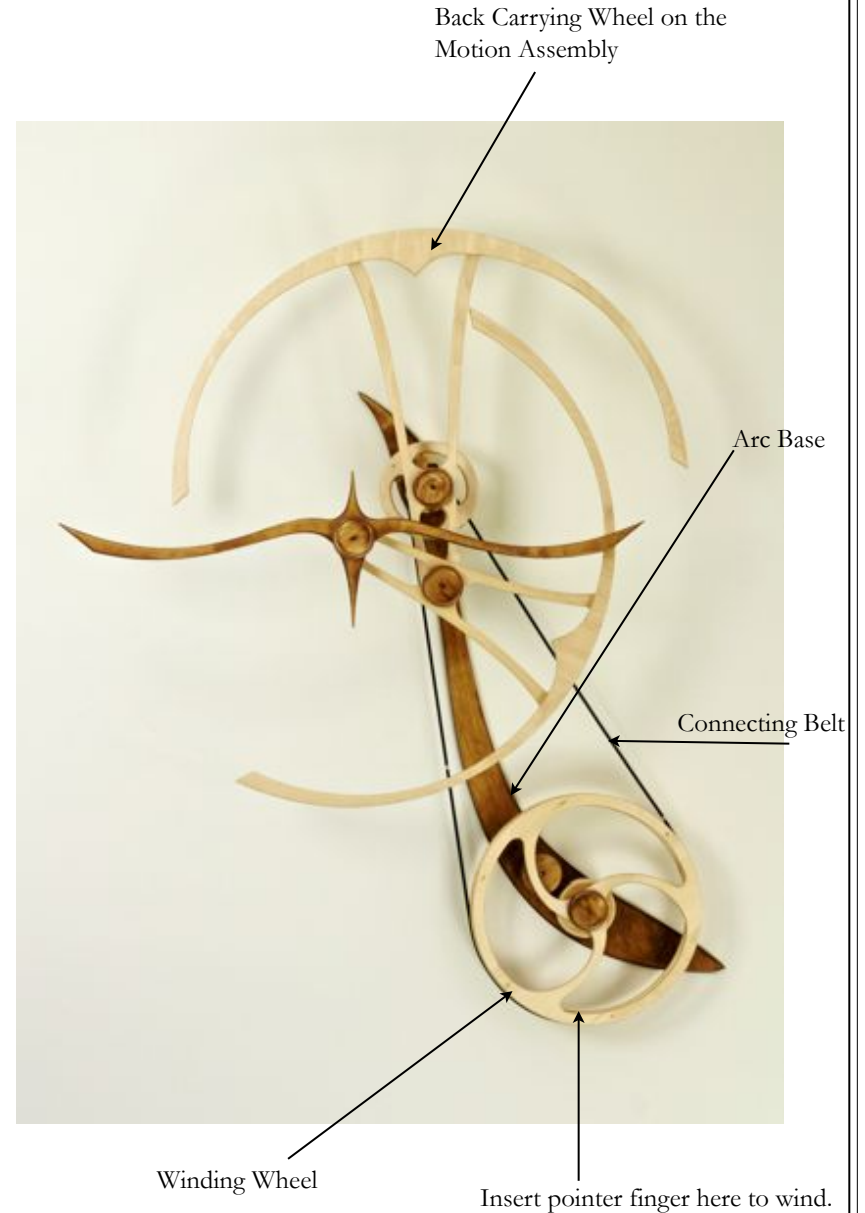 Back Carrying Wheel on the
Motion Assembly
Arc Base
Connecting Belt
Winding Wheel
Insert pointer finger here to wind.